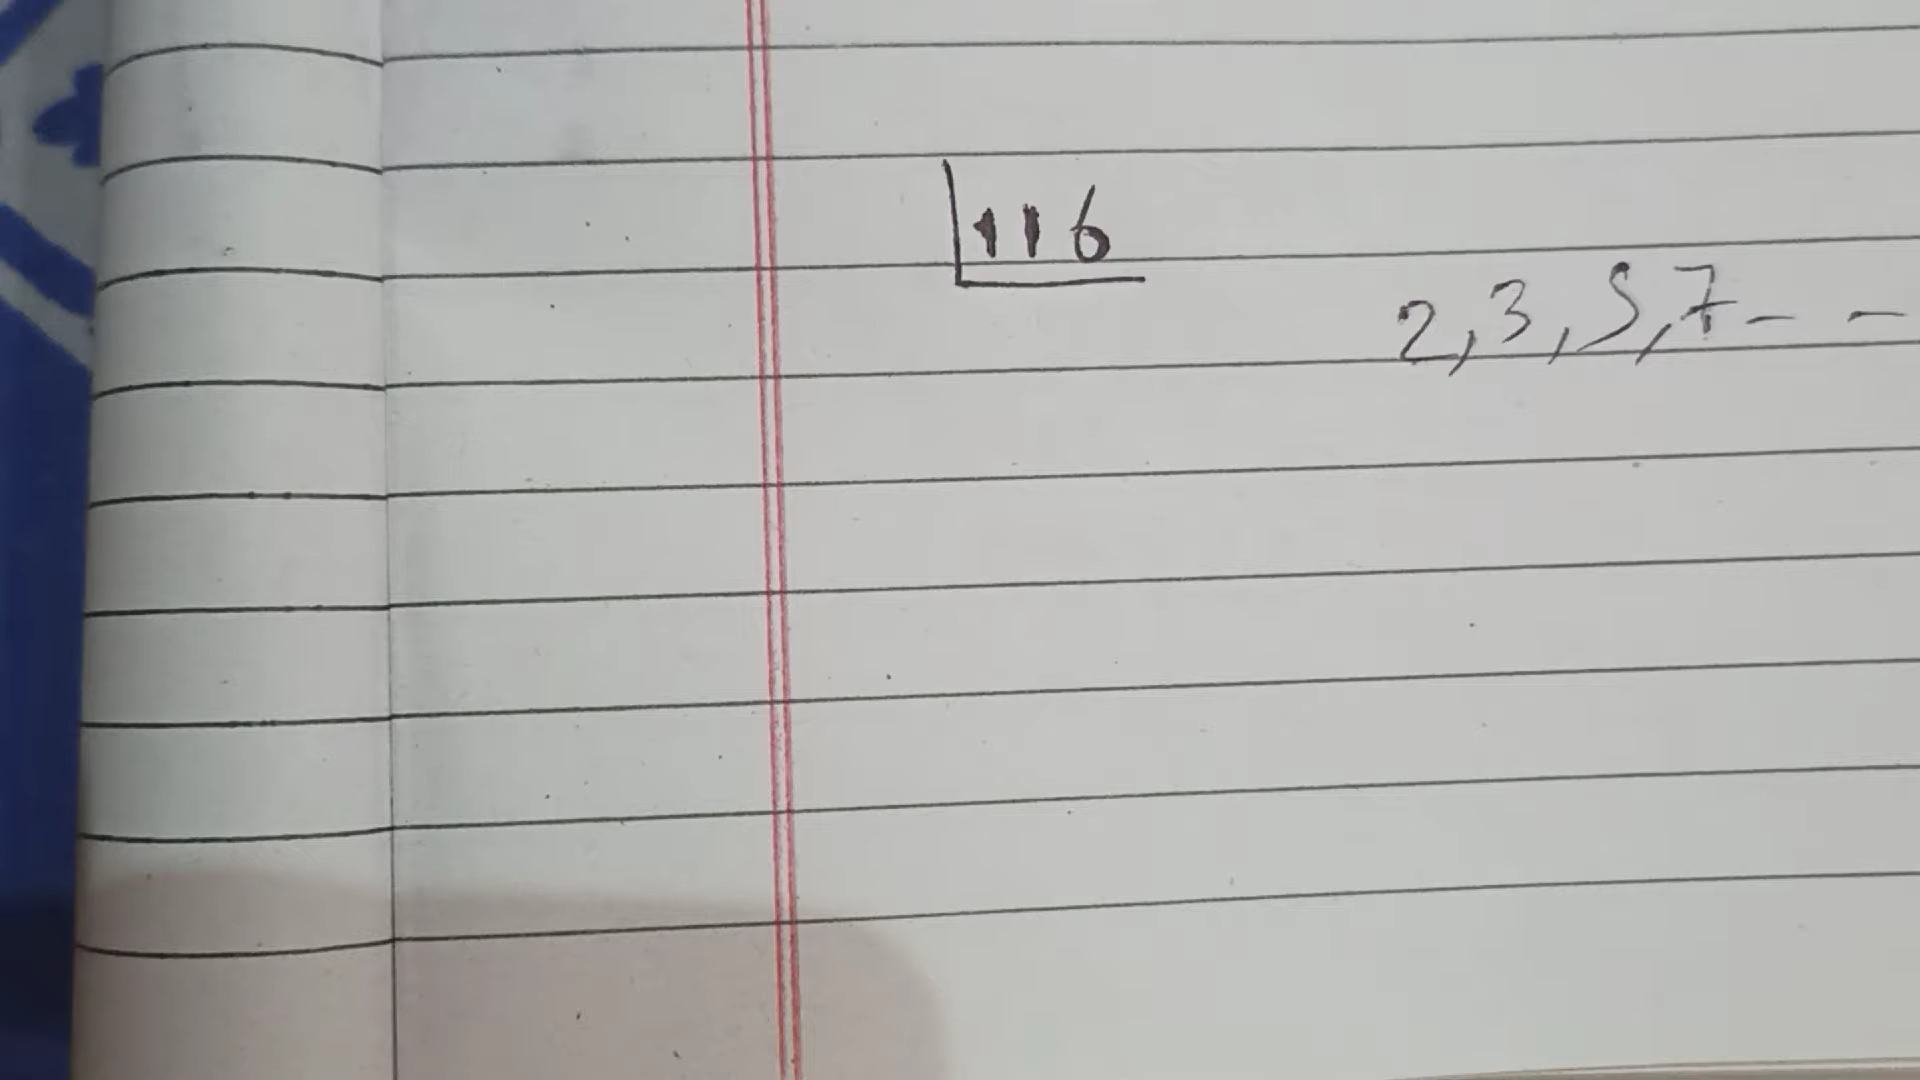 116
2, 3, 5, 7 - -